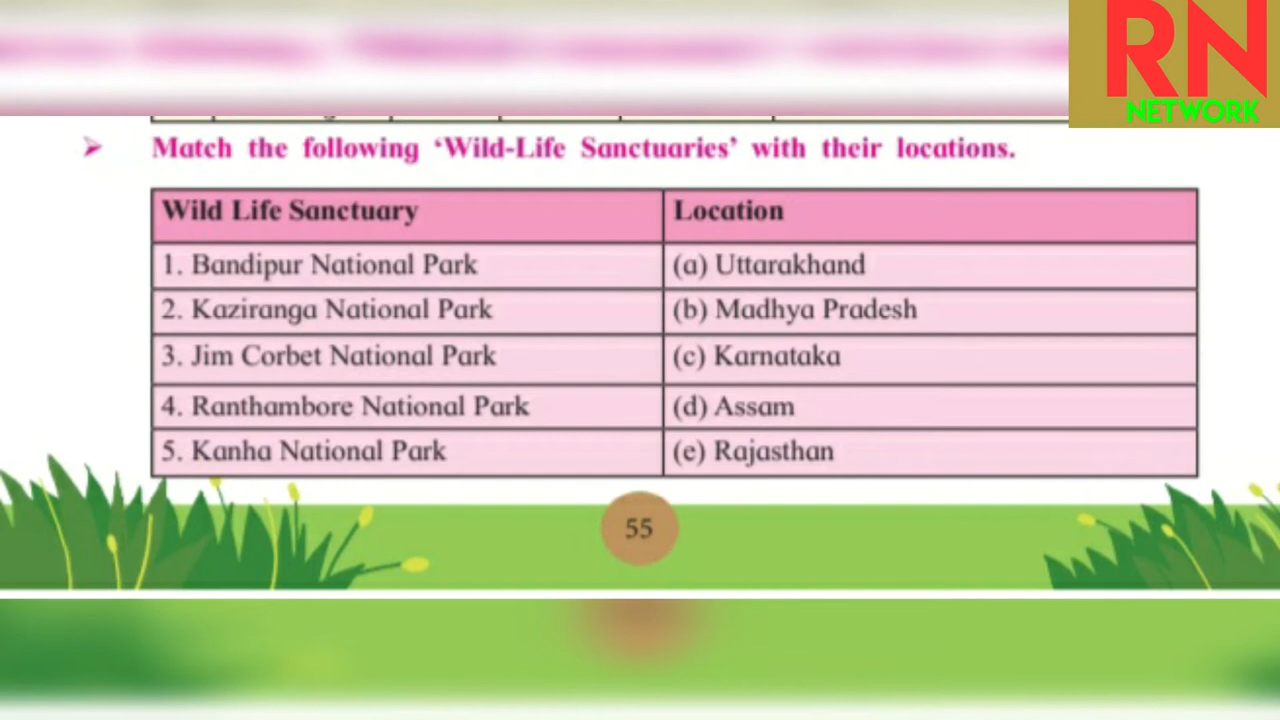 RN
NETWORK
Match the following ‘Wild-Life Sanctuaries’ with their locations.
Wild Life Sanctuary Location
1. Bandipur National Park (a) Uttarakhand
2. Kaziranga National Park (b) Madhya Pradesh
3. Jim Corbet National Park (c) Karnataka
4. Ranthambore National Park (d) Assam
5. Kanha National Park (e) Rajasthan
55